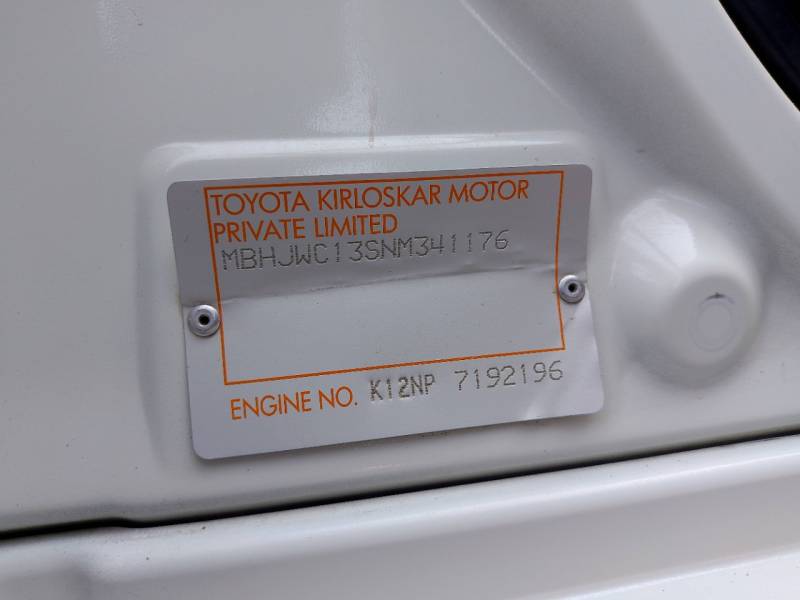 TOYOTA KIRLOSKAR MOTOR
PRIVATE LIMITED
MBHJWC13SNM341176
ENGINE NO. K12NP 7192196